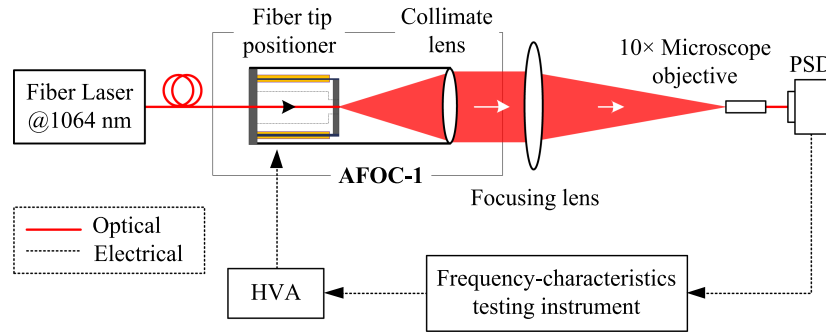 Fiber tip
positioner
Collimate
lens
10× Microscope
objective
PSD
Fiber Laser
@1064 nm
AFOC-1
Focusing lens
Optical
Electrical
HVA
Frequency-characteristics
testing instrument